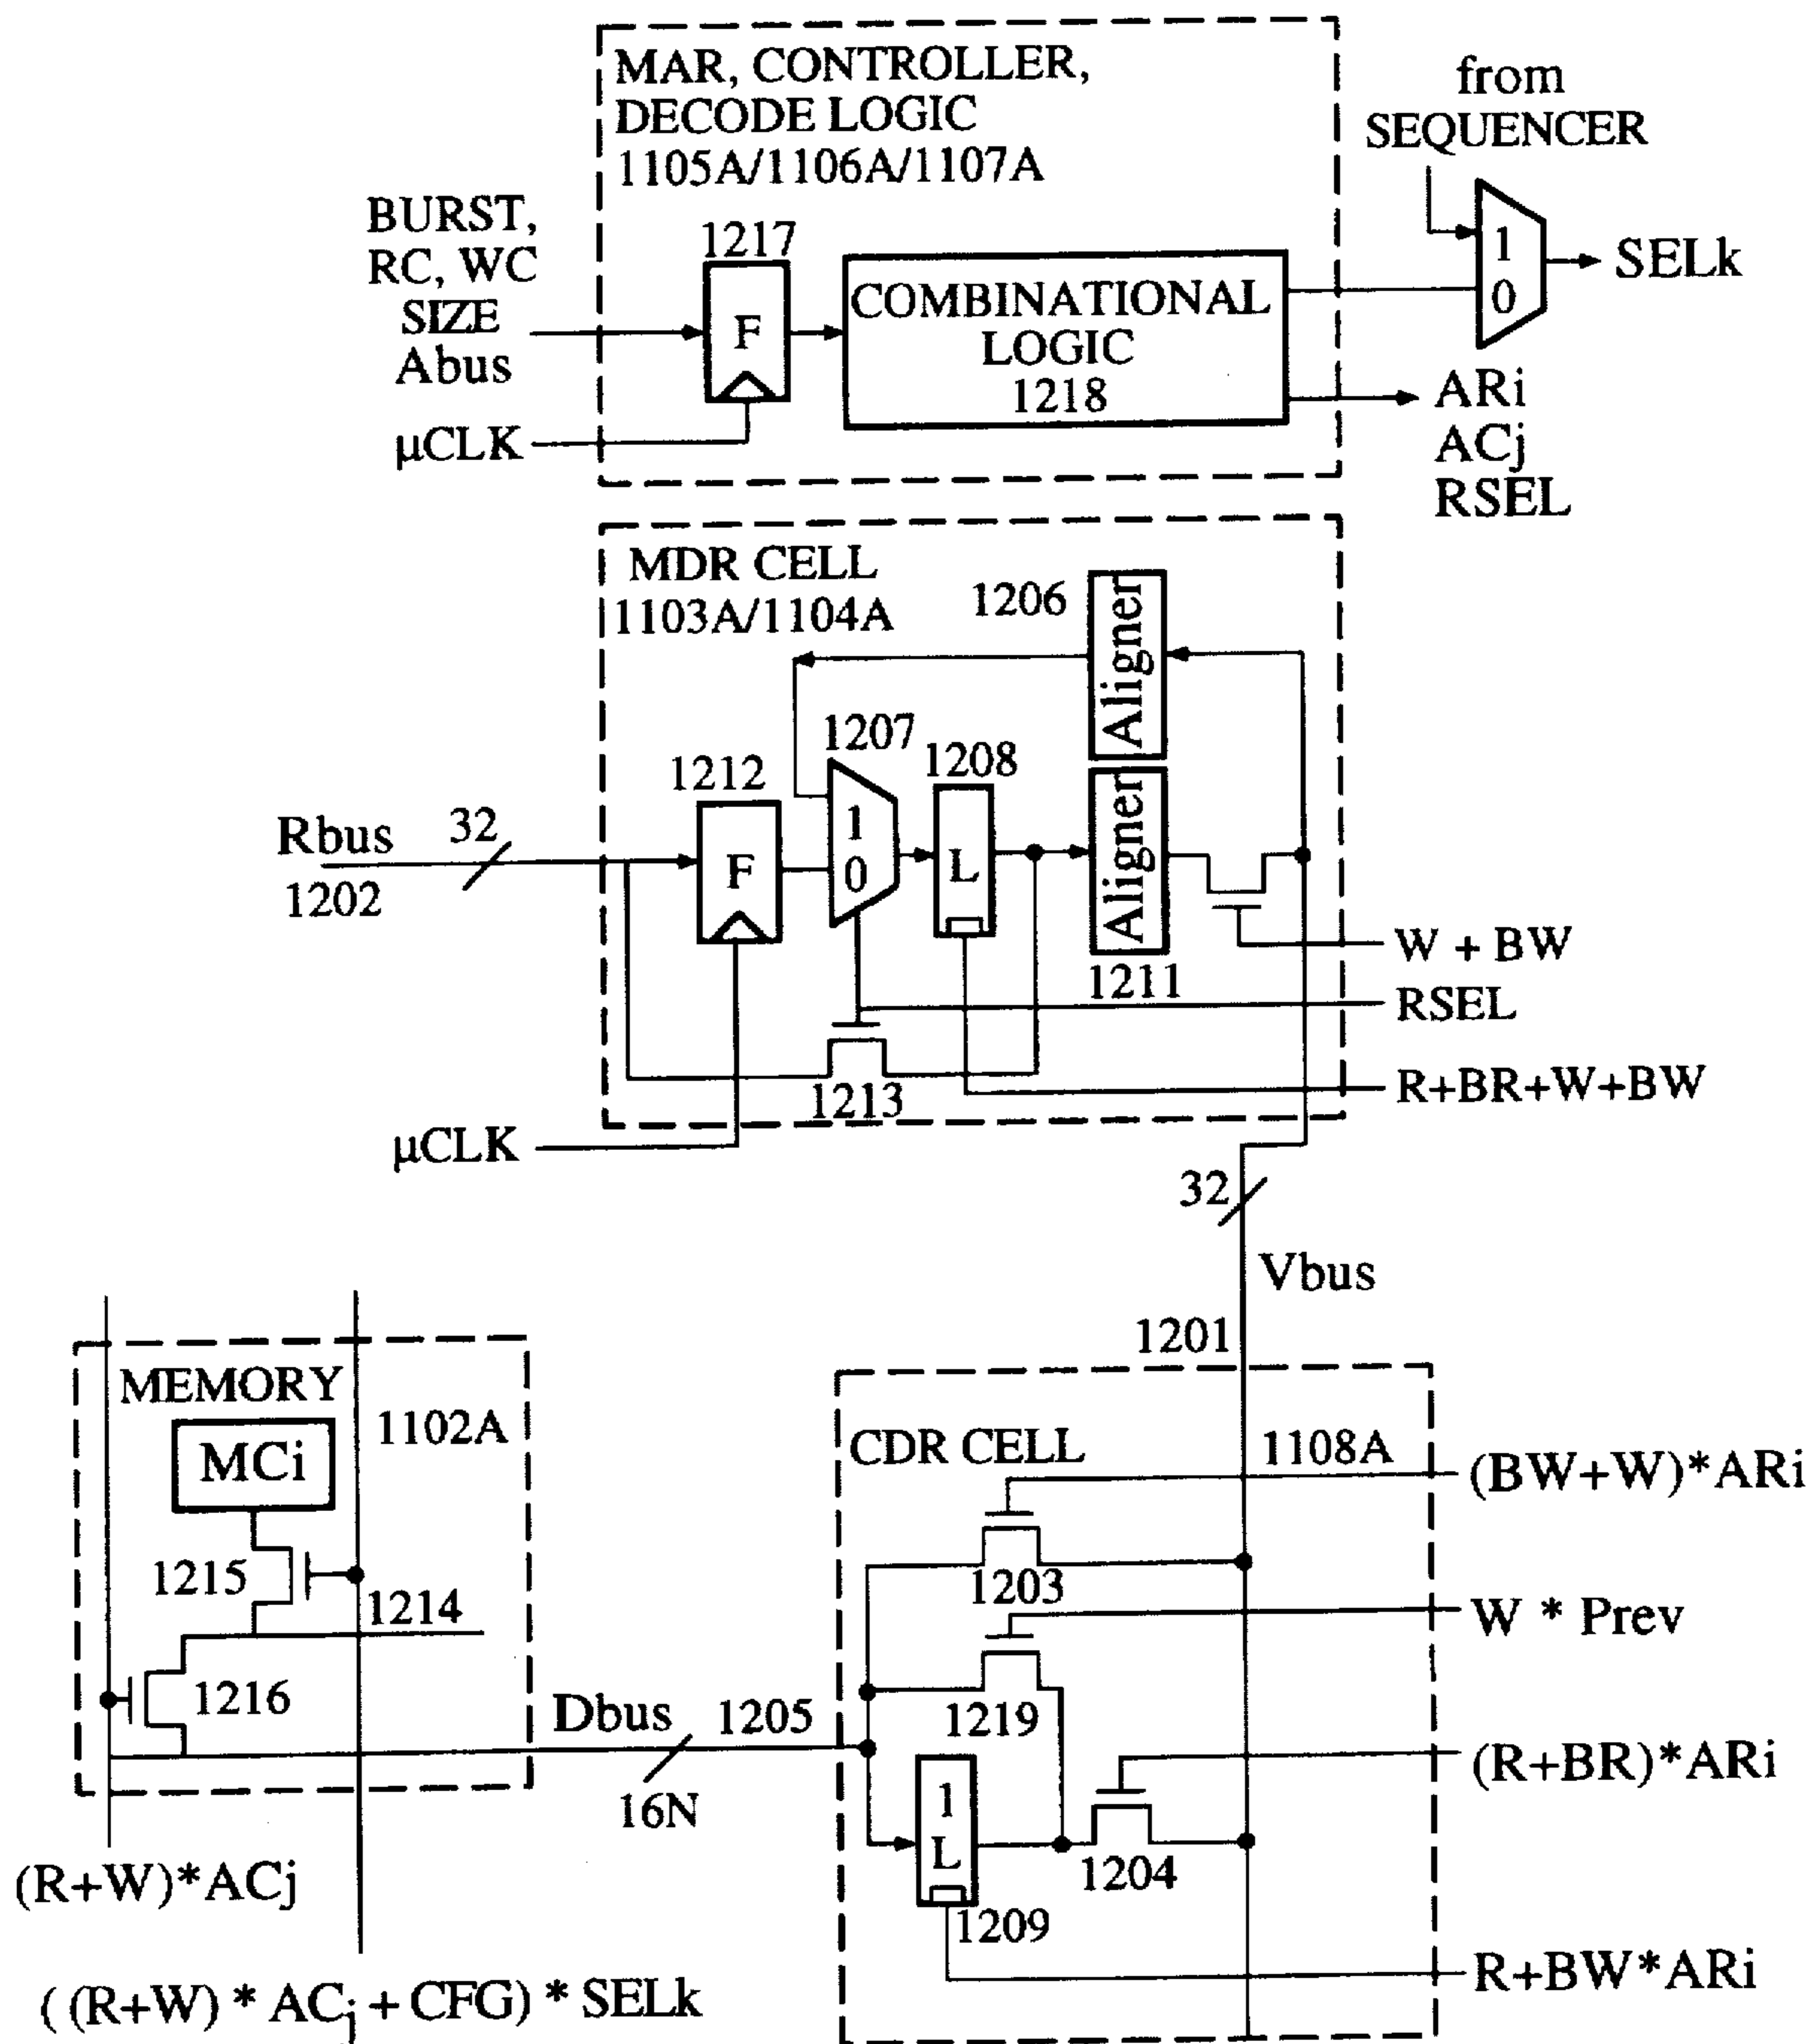 MAR, CONTROLLER,
DECODE LOGIC
1105A/1106A/1107A
from
SEQUENCER
BURST,
RC, WC
SIZE
Abus
1217
F
COMBINATIONAL
LOGIC
1218
1
0
SELk
µCLK
ARi
ACj
RSEL
MDR CELL
1103A/1104A
1206
Aligner
1207
1208
1212
Rbus
32
1202
F
1
0
L
Aligner
1211
W + BW
RSEL
1213
R+BR+W+BW
µCLK
32
Vbus
1201
MEMORY
1102A
MCi
1215
1214
1216
Dbus
1205
16N
(R+W)*ACj
((R+W) * ACj + CFG) * SELk
CDR CELL
1108A
(BW+W)*ARi
1203
W * Prev
1219
(R+BR)*ARi
1
L
1204
1209
R+BW*ARi